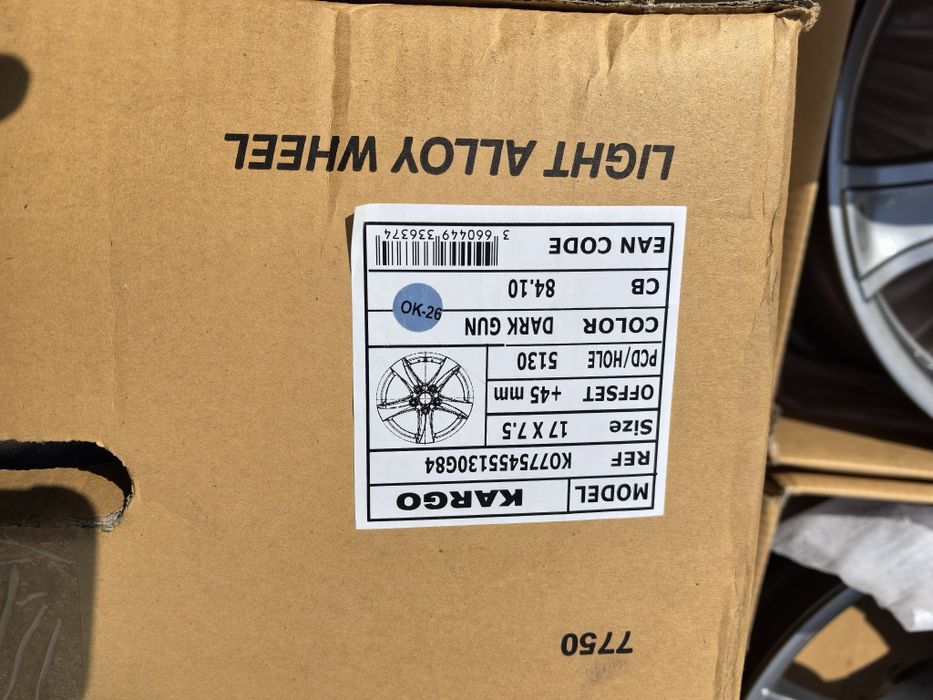 7750
MODEL KARGO
REF K0775455130G84
Size 17 X 7.5
OFFSET +45 mm
PCD/HOLE 5130
COLOR DARK GUN
OK-26
CB 84.10
EAN CODE
3 660449 336374
LIGHT ALLOY WHEEL